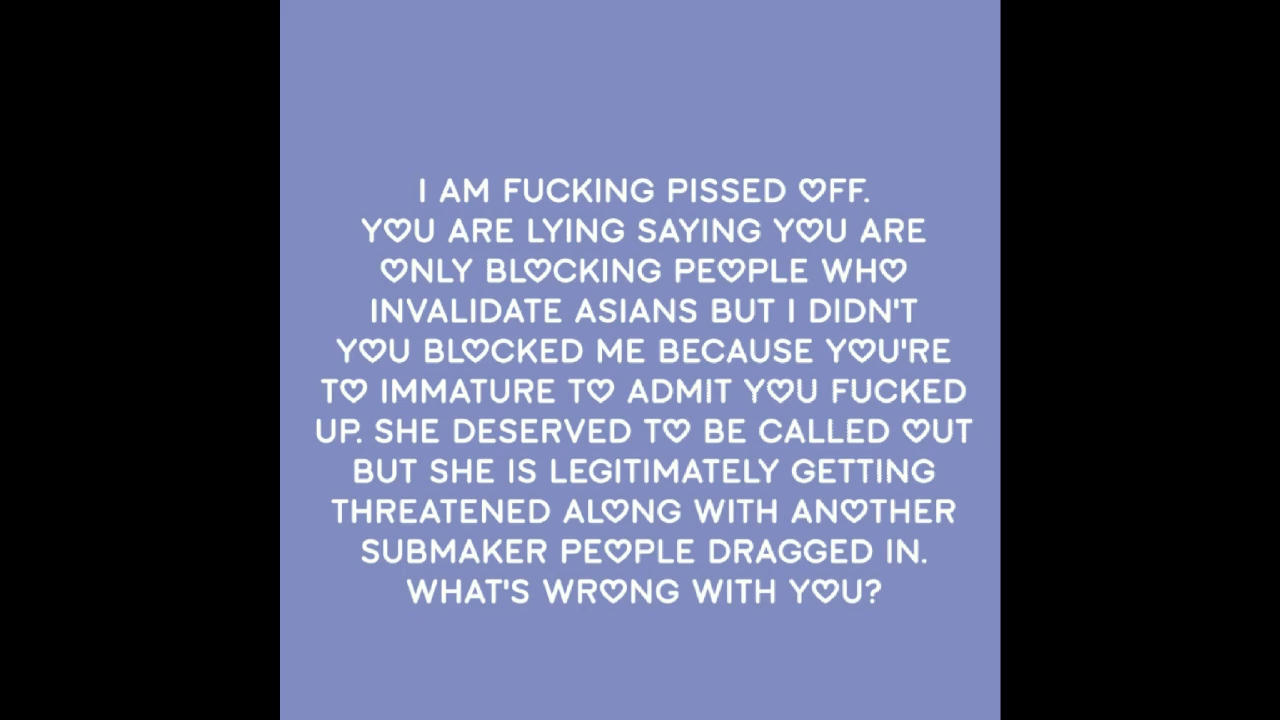 I AM FUCKING PISSED OFF.
YOU ARE LYING SAYING YOU ARE
ONLY BLOCKING PEOPLE WHO
INVALIDATE ASIANS BUT I DIDN'T
YOU BLOCKED ME BECAUSE YOU'RE
TO IMMATURE TO ADMIT YOU FUCKED
UP. SHE DESERVED TO BE CALLED OUT
BUT SHE IS LEGITIMATELY GETTING
THREATENED ALONG WITH ANOTHER
SUBMAKER PEOPLE DRAGGED IN.
WHAT'S WRONG WITH YOU?